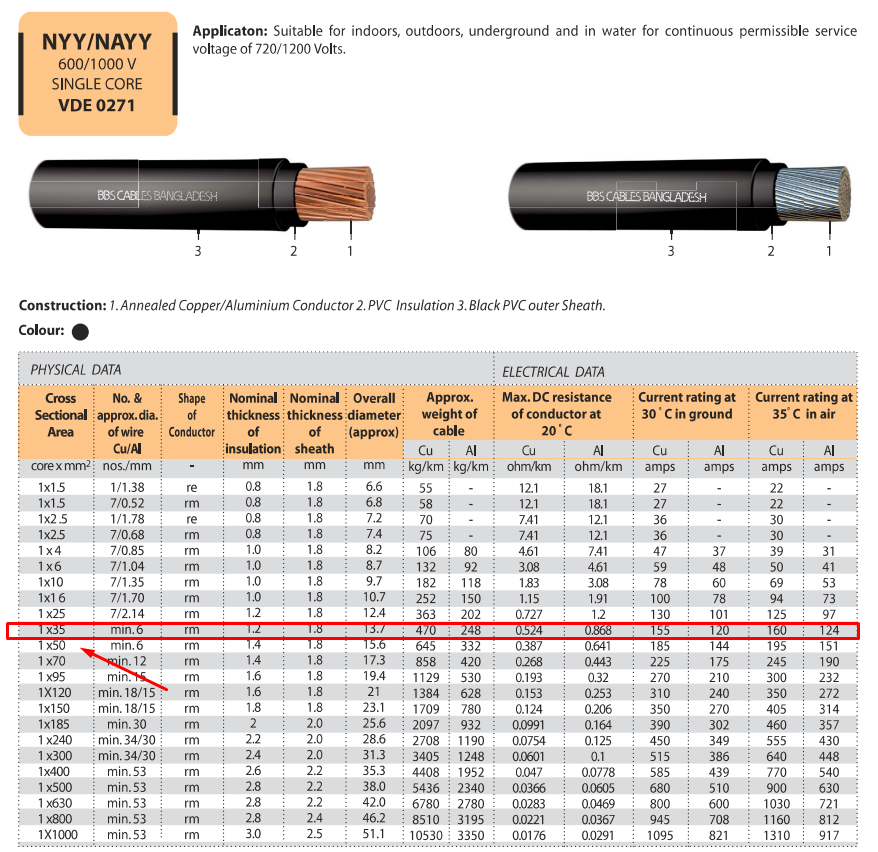 NYY/NAYY
600/1000 V
SINGLE CORE
VDE 0271
Applicaton: Suitable for indoors, outdoors, underground and in water for continuous permissible service
voltage of 720/1200 Volts.
BBS CABLES BANGLADESH
BBS CABLES BANGLADESH
3 2 1
3 2 1
Construction: 1. Annealed Copper/Aluminium Conductor 2. PVC Insulation 3. Black PVC outer Sheath.
Colour:
PHYSICAL DATA ELECTRICAL DATA
Cross No. & Shape Nominal Nominal Overall Approx. Max. DC resistance Current rating at Current rating at
Sectional approx.dia. of thickness thickness diameter weight of of conductor at 30°C in ground 35°C in air
Area of wire Conductor of of (approx) cable 20°C
Cu/Al insulation sheath Cu Al Cu Al Cu Al Cu Al
core x mm² nos./mm - mm mm mm kg/km kg/km ohm/km ohm/km amps amps amps amps
1x1.5 1/1.38 re 0.8 1.8 6.6 55 - 12.1 18.1 27 - 22 -
1x1.5 7/0.52 rm 0.8 1.8 6.8 58 - 12.1 18.1 27 - 22 -
1x2.5 1/1.78 re 0.8 1.8 7.2 70 - 7.41 12.1 36 - 30 -
1x2.5 7/0.68 rm 0.8 1.8 7.4 75 - 7.41 12.1 36 - 30 -
1 x 4 7/0.85 rm 1.0 1.8 8.2 106 80 4.61 7.41 47 37 39 31
1 x 6 7/1.04 rm 1.0 1.8 8.7 132 92 3.08 4.61 59 48 50 41
1x10 7/1.35 rm 1.0 1.8 9.7 182 118 1.83 3.08 78 60 69 53
1x1 6 7/1.70 rm 1.0 1.8 10.7 252 150 1.15 1.91 100 78 94 73
1 x25 7/2.14 rm 1.2 1.8 12.4 363 202 0.727 1.2 130 101 125 97
1 x35 min. 6 rm 1.2 1.8 13.7 470 248 0.524 0.868 155 120 160 124
1 x50 min. 6 rm 1.4 1.8 15.6 645 332 0.387 0.641 185 144 195 151
1x70 min. 12 rm 1.4 1.8 17.3 858 420 0.268 0.443 225 175 245 190
1 x95 min. 15 rm 1.6 1.8 19.4 1129 530 0.193 0.32 270 210 300 232
1X120 min. 18/15 rm 1.6 1.8 21 1384 628 0.153 0.253 310 240 350 272
1x150 min. 18/15 rm 1.8 1.8 23.1 1709 780 0.124 0.206 350 270 405 314
1x185 min. 30 rm 2 2.0 25.6 2097 932 0.0991 0.164 390 302 460 357
1 x240 min. 34/30 rm 2.2 2.0 28.6 2708 1190 0.0754 0.125 450 349 555 430
1 x300 min. 34/30 rm 2.4 2.0 31.3 3405 1248 0.0601 0.1 515 386 640 448
1x400 min. 53 rm 2.6 2.2 35.3 4408 1952 0.047 0.0778 585 439 770 540
1 x500 min. 53 rm 2.8 2.2 38.0 5436 2340 0.0366 0.0605 680 510 900 630
1 x630 min. 53 rm 2.8 2.2 42.0 6780 2780 0.0283 0.0469 800 600 1030 721
1 x800 min. 53 rm 2.8 2.4 46.2 8510 3195 0.0221 0.0367 945 708 1160 812
1X1000 min. 53 rm 3.0 2.5 51.1 10530 3350 0.0176 0.0291 1095 821 1310 917